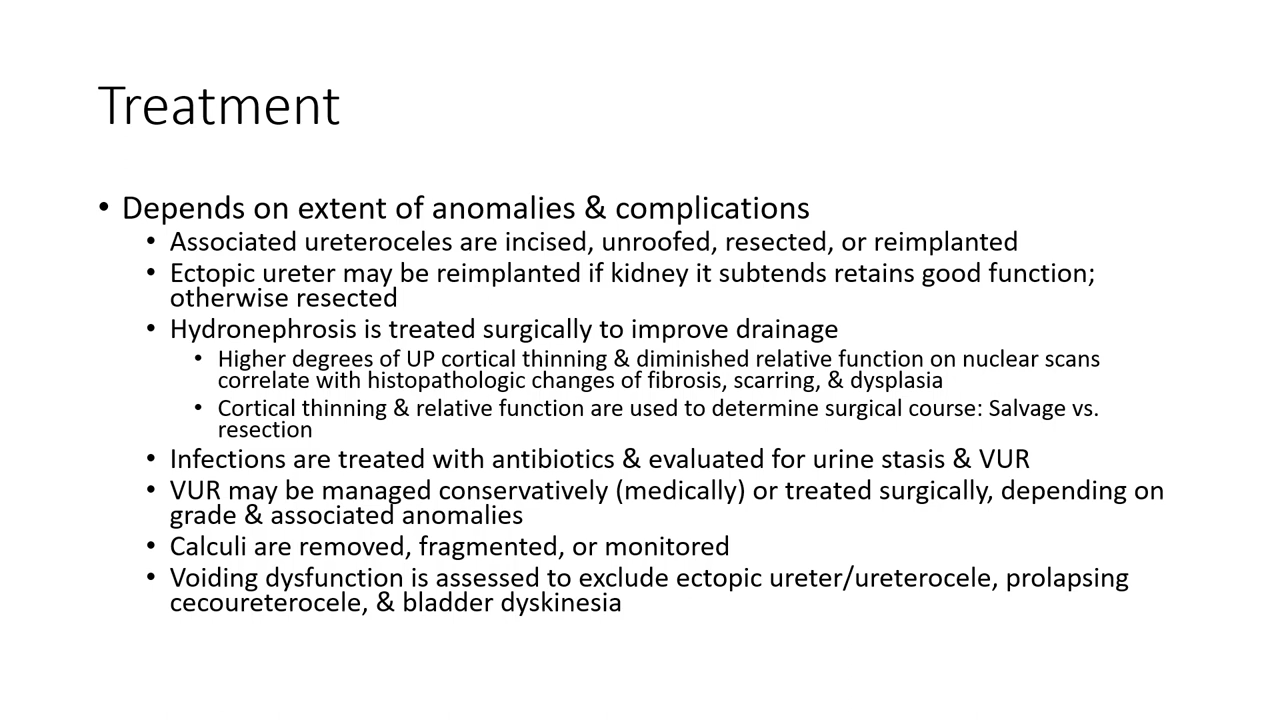 Treatment
• Depends on extent of anomalies & complications
• Associated ureteroceles are incised, unroofed, resected, or reimplanted
• Ectopic ureter may be reimplanted if kidney it subtends retains good function;
otherwise resected
• Hydronephrosis is treated surgically to improve drainage
• Higher degrees of UP cortical thinning & diminished relative function on nuclear scans
correlate with histopathologic changes of fibrosis, scarring, & dysplasia
• Cortical thinning & relative function are used to determine surgical course: Salvage vs.
resection
• Infections are treated with antibiotics & evaluated for urine stasis & VUR
• VUR may be managed conservatively (medically) or treated surgically, depending on
grade & associated anomalies
• Calculi are removed, fragmented, or monitored
• Voiding dysfunction is assessed to exclude ectopic ureter/ureterocele, prolapsing
cecoureterocele, & bladder dyskinesia